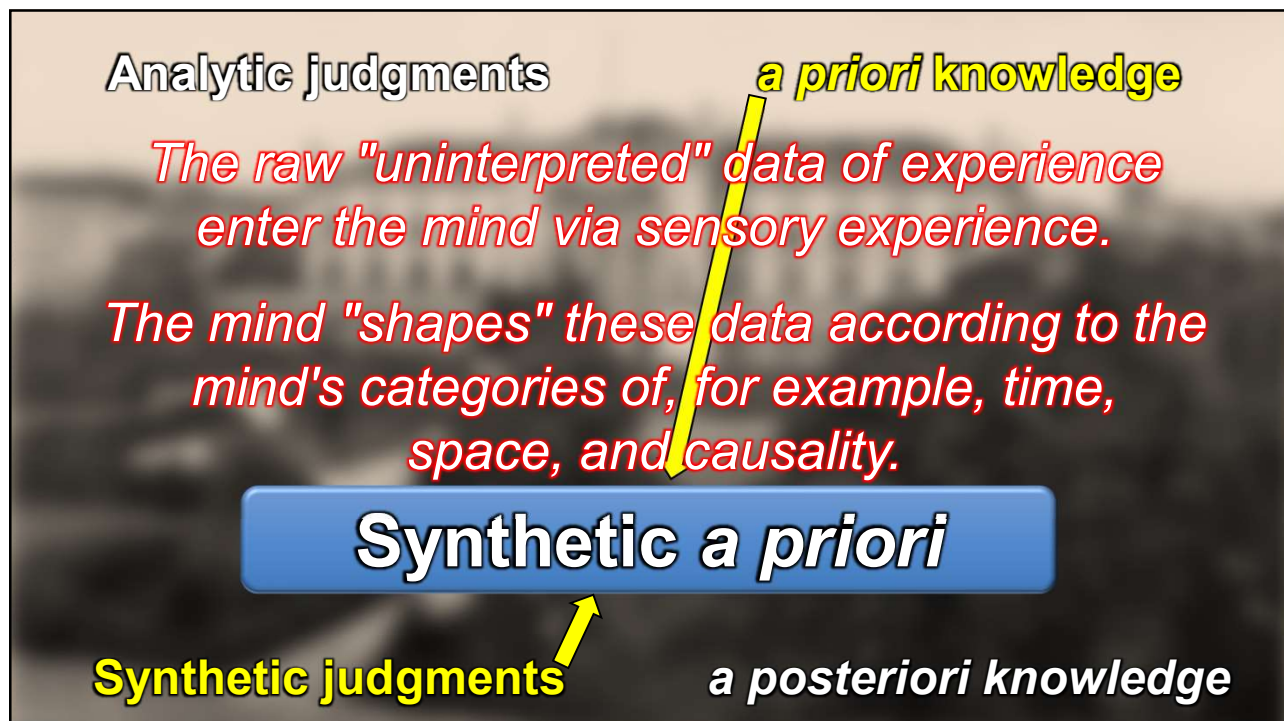 Analytic judgments
a priori knowledge
The raw "uninterpreted" data of experience
enter the mind via sensory experience.
The mind "shapes" these data according to the
mind's categories of, for example, time,
space, and causality.
Synthetic a priori
Synthetic judgments
a posteriori knowledge